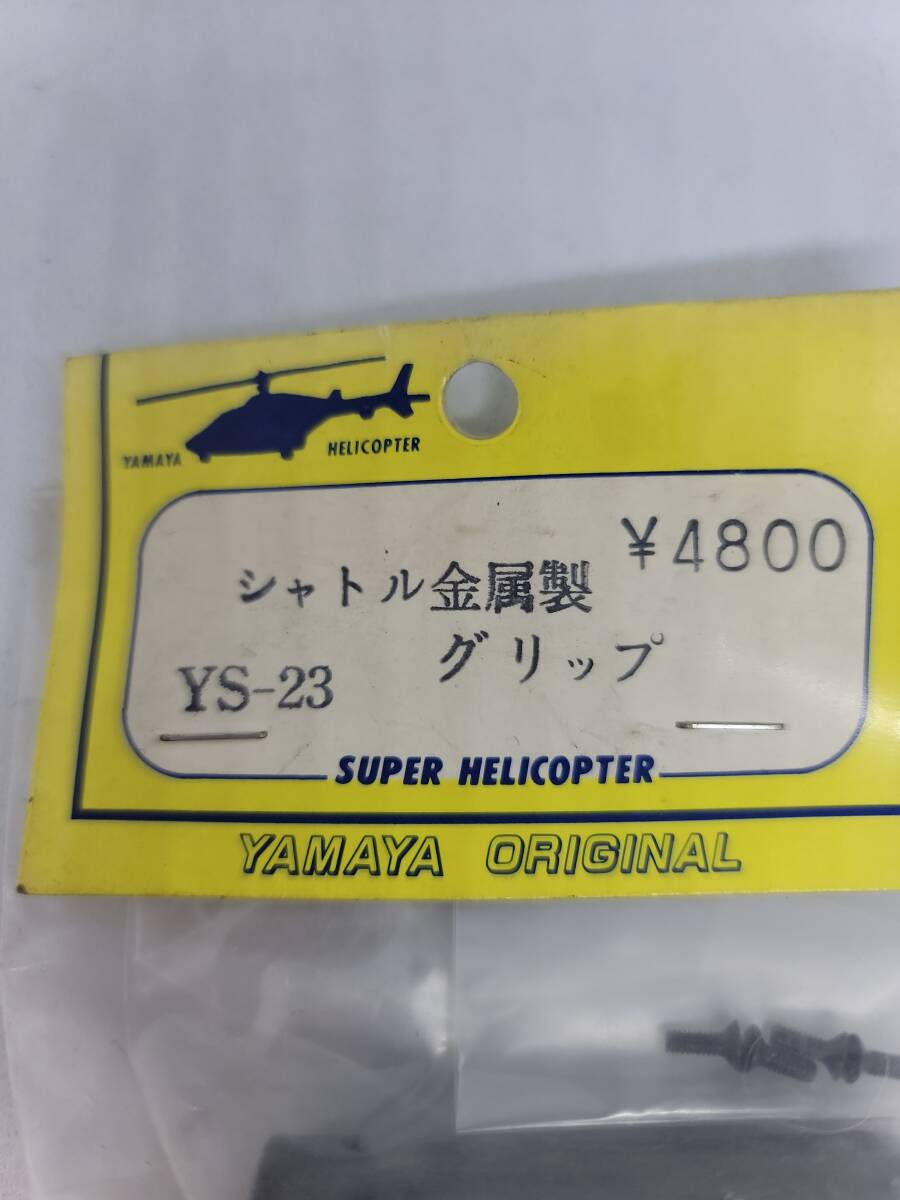 YAMAYA HELICOPTER
¥4800
シャトル金属製
グリップ
YS-23
SUPER HELICOPTER
YAMAYA ORIGINAL